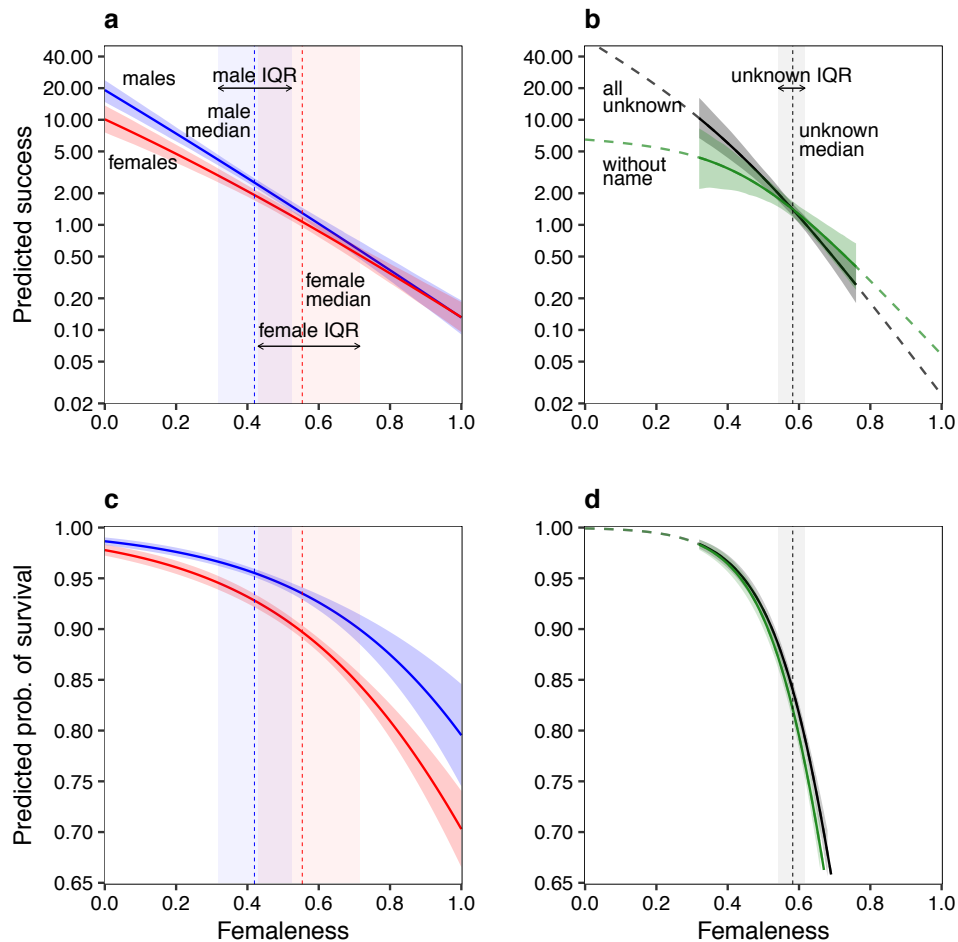 a
Predicted success
40.00
20.00
10.00
5.00
2.00
1.00
0.50
0.20
0.10
0.05
0.02
males
females
male IQR
male
median
female
median
female IQR
0.0 0.2 0.4 0.6 0.8 1.0
b
40.00
20.00
10.00
5.00
2.00
1.00
0.50
0.20
0.10
0.05
0.02
all
unknown
without
name
unknown IQR
unknown
median
0.0 0.2 0.4 0.6 0.8 1.0
c
Predicted prob. of survival
1.00
0.95
0.90
0.85
0.80
0.75
0.70
0.65
0.0 0.2 0.4 0.6 0.8 1.0
Femaleness
d
1.00
0.95
0.90
0.85
0.80
0.75
0.70
0.65
0.0 0.2 0.4 0.6 0.8 1.0
Femaleness